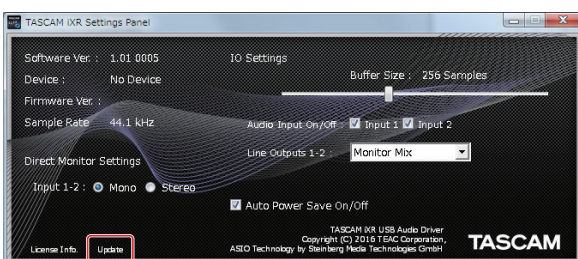 TASCAM iXR Settings Panel
Software Ver. : 1.01 0005
IO Settings
Device : No Device
Buffer Size : 256 Samples
Firmware Ver. :
Sample Rate 44.1 kHz
Audio Input On/Off : Input 1 Input 2
Direct Monitor Settings
Line Outputs 1-2 : Monitor Mix
Input 1-2 : Mono Stereo
Auto Power Save On/Off
TASCAM iXR USB Audio Driver
Copyright (C) 2016 TEAC Corporation,
ASIO Technology by Steinberg Media Technologies GmbH
License Info. Update
TASCAM